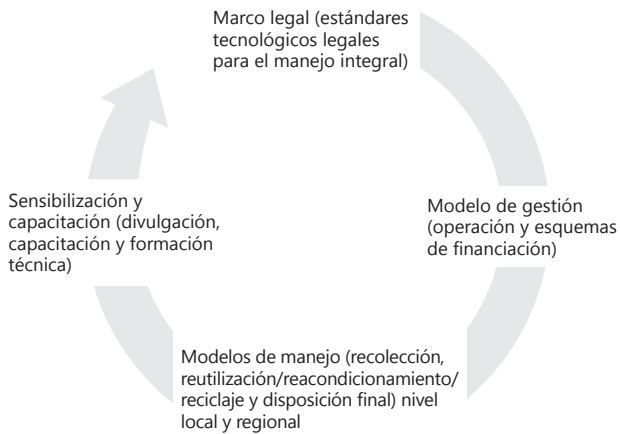 Marco legal (estándares
tecnológicos legales
para el manejo integral)
Modelo de gestión
(operación y esquemas
de financiación)
Modelos de manejo (recolección,
reutilización/reacondicionamiento/
reciclaje y disposición final) nivel
local y regional
Sensibilización y
capacitación (divulgación,
capacitación y formación
técnica)